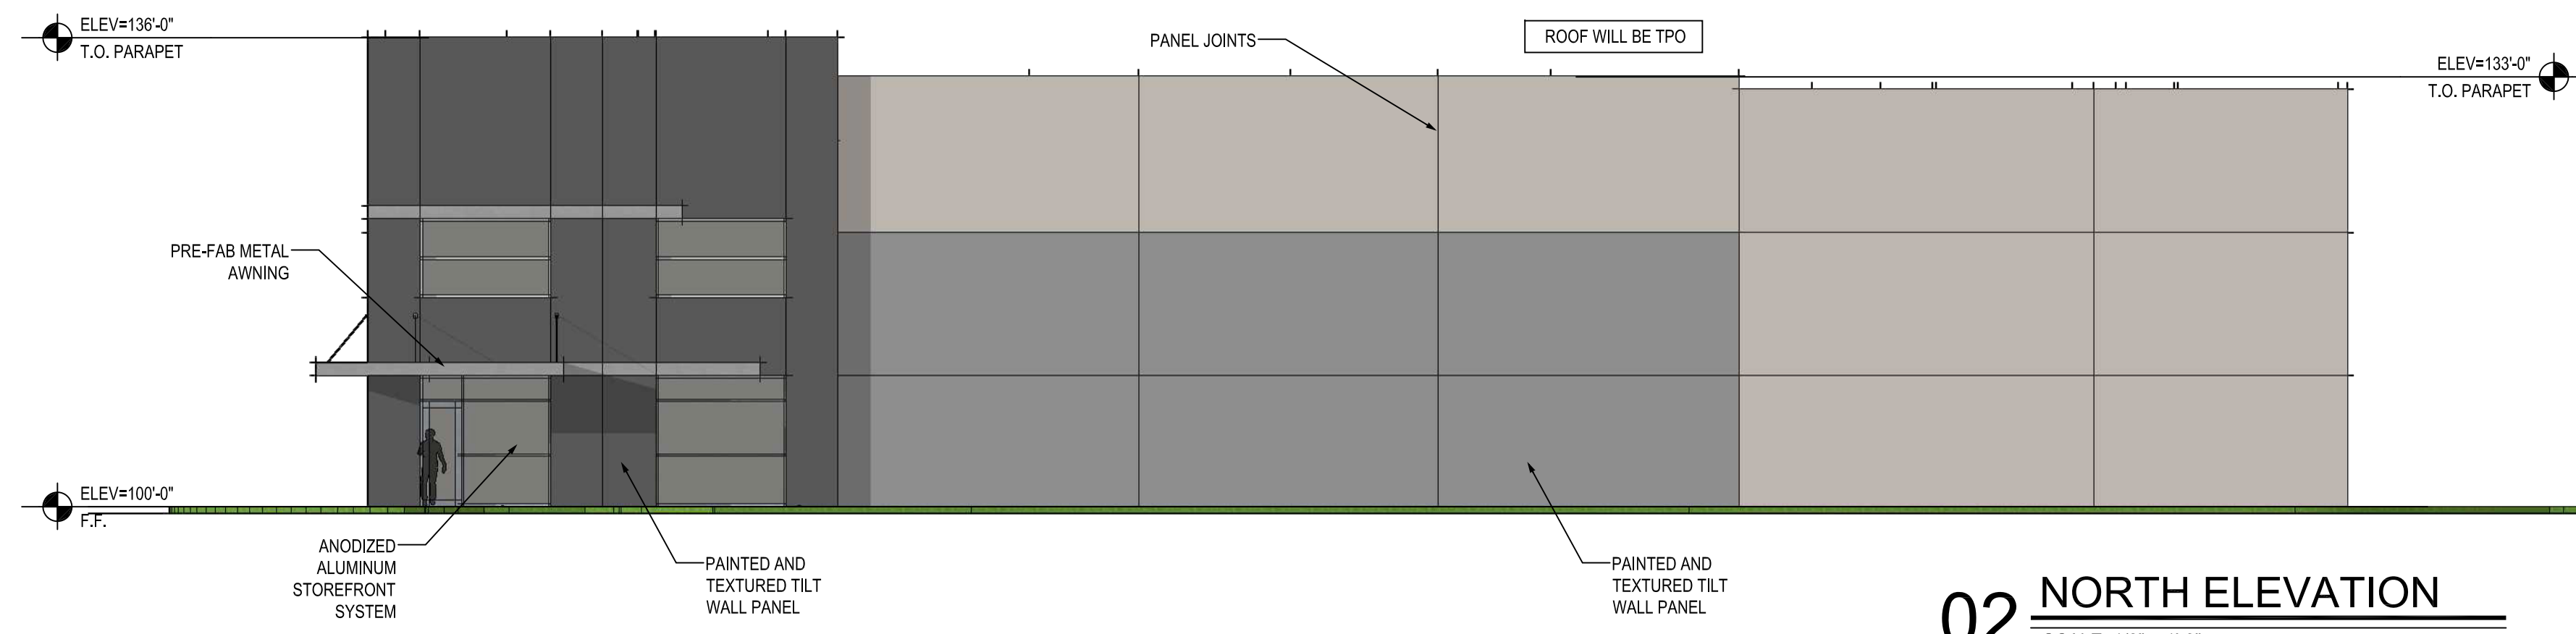 ELEV=136'-0"
T.O. PARAPET
PANEL JOINTS
ROOF WILL BE TPO
ELEV=133'-0"
T.O. PARAPET
PRE-FAB METAL
AWNING
ELEV=100'-0"
F.F.
ANODIZED
ALUMINUM
STOREFRONT
SYSTEM
PAINTED AND
TEXTURED TILT
WALL PANEL
PAINTED AND
TEXTURED TILT
WALL PANEL
02 NORTH ELEVATION